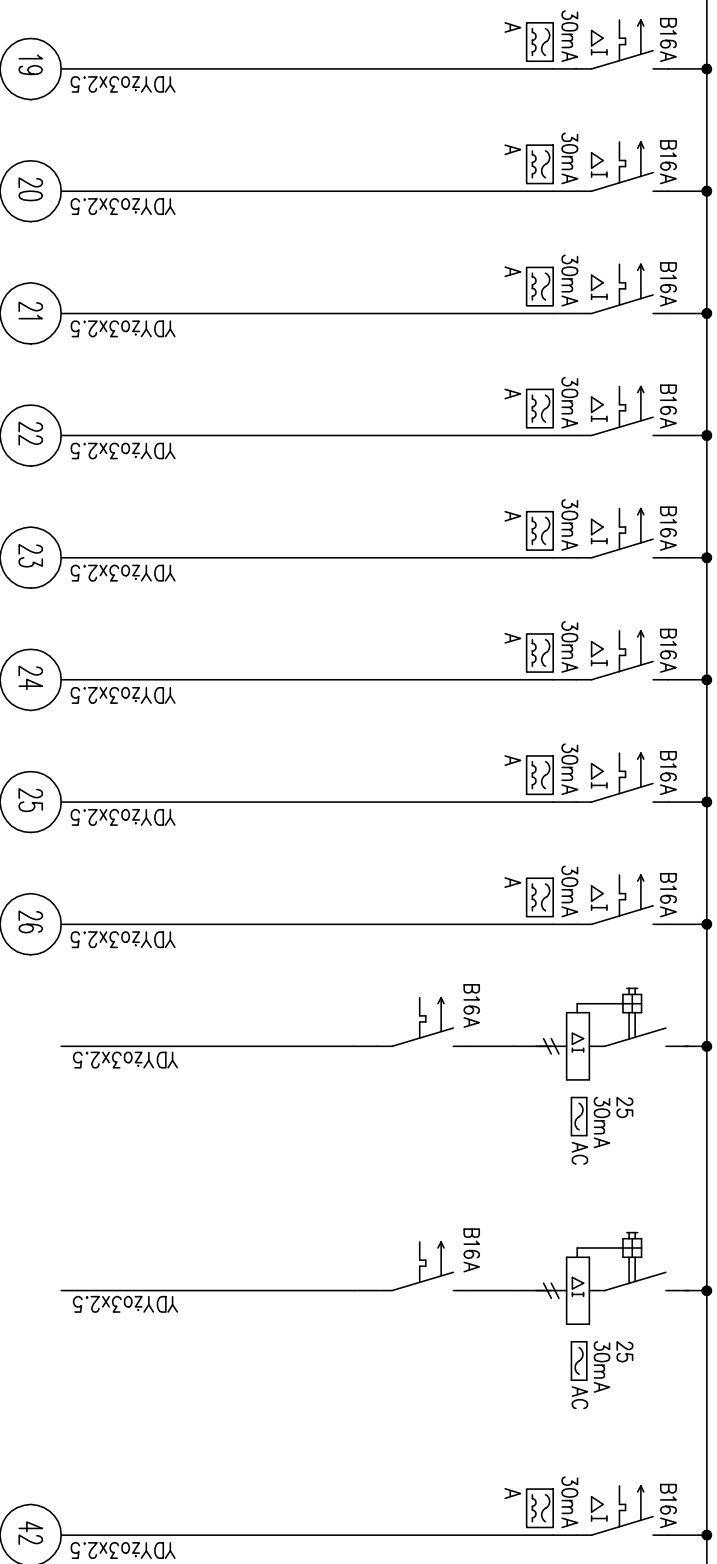 B16A
ΔI
30mA
A
19
YDYżo3x2.5
B16A
ΔI
30mA
A
20
YDYżo3x2.5
B16A
ΔI
30mA
A
21
YDYżo3x2.5
B16A
ΔI
30mA
A
22
YDYżo3x2.5
B16A
ΔI
30mA
A
23
YDYżo3x2.5
B16A
ΔI
30mA
A
24
YDYżo3x2.5
B16A
ΔI
30mA
A
25
YDYżo3x2.5
B16A
ΔI
30mA
A
26
YDYżo3x2.5
B16A
ΔI
25
30mA
AC
YDYżo3x2.5
B16A
ΔI
25
30mA
AC
YDYżo3x2.5
B16A
ΔI
30mA
A
42
YDYżo3x2.5